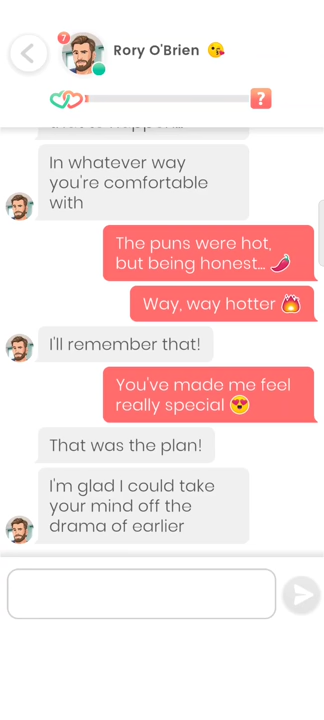 7
Rory O'Brien 😘
?
In whatever way
you're comfortable
with
The puns were hot,
but being honest... 🌶️
Way, way hotter 🔥
I'll remember that!
You've made me feel
really special 😍
That was the plan!
I'm glad I could take
your mind off the
drama of earlier